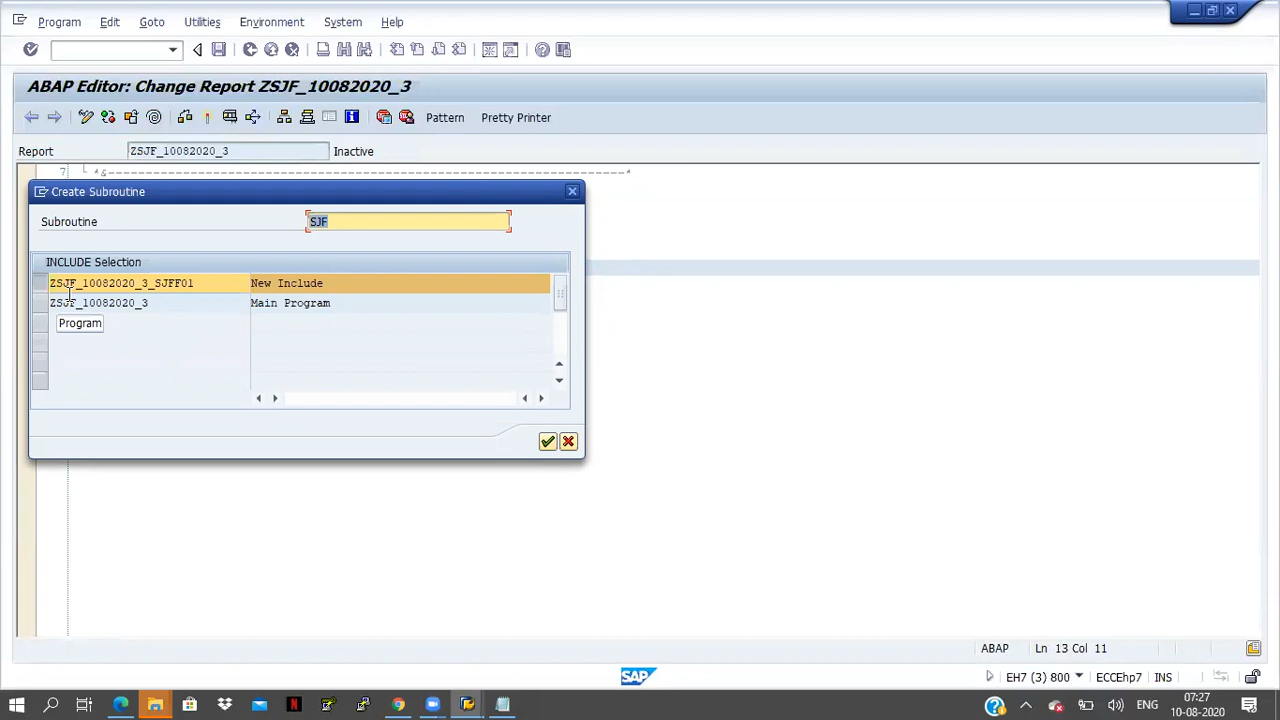 Program Edit Goto Utilities Environment System Help
ABAP Editor: Change Report ZSJF_10082020_3
Pattern Pretty Printer
Report ZSJF_10082020_3 Inactive
7 *&---------------------------------------------------------------------*
Create Subroutine
Subroutine SJF
INCLUDE Selection
ZSJF_10082020_3_SJFF01 New Include
ZSJF_10082020_3 Main Program
Program
ABAP Ln 13 Col 11
SAP EH7 (3) 800 ECCEhp7 INS
ENG 07:27
10-08-2020